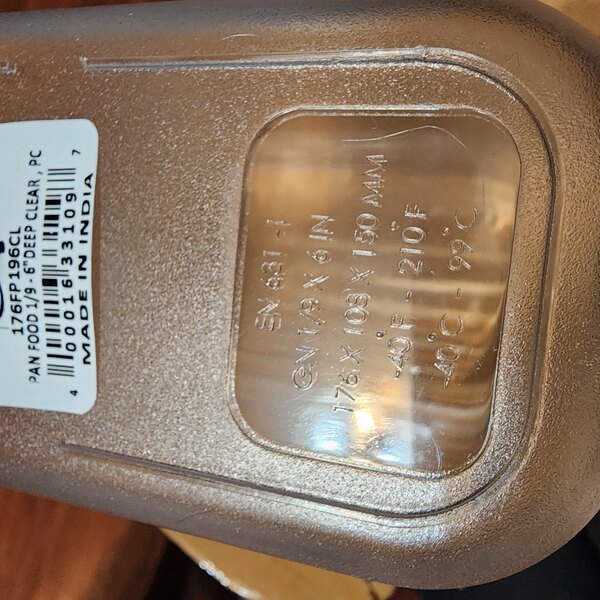 176FP196CL
PAN FOOD 1/9 - 6" DEEP CLEAR , PC
4 00016 33109 7
MADE IN INDIA
EN 631-1
GN 1/9 X 6 IN
176 X 108 X 150 MM
-40°F - 210°F
-40°C - 99°C